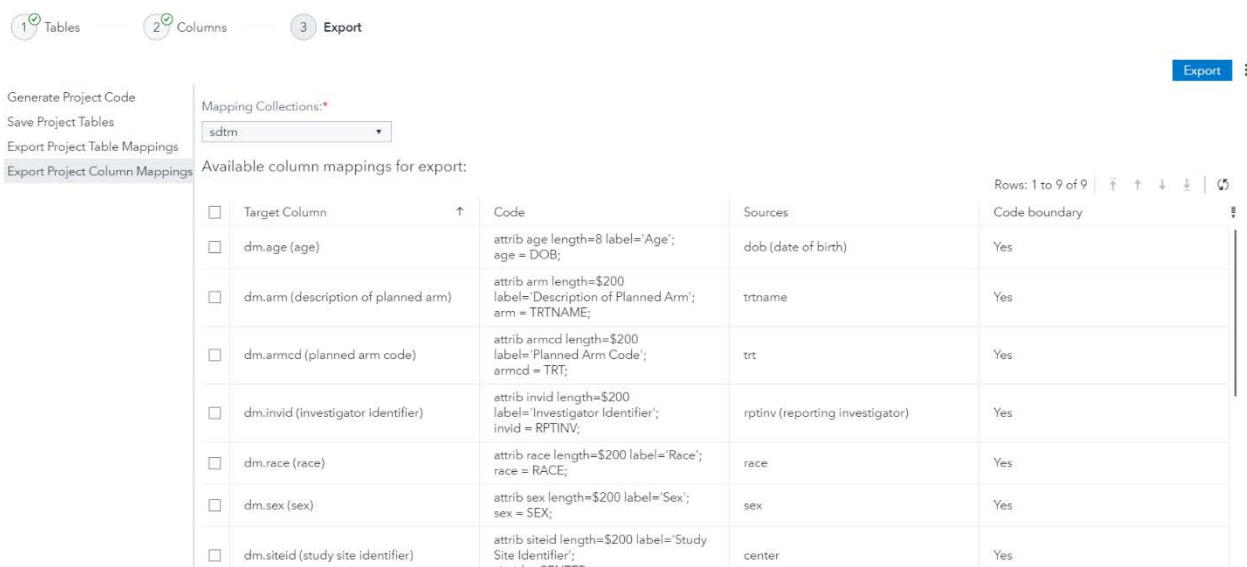 1 Tables 2 Columns 3 Export
Export
Generate Project Code
Save Project Tables
Export Project Table Mappings
Export Project Column Mappings
Mapping Collections:*
sdtm
Available column mappings for export:
Rows: 1 to 9 of 9
Target Column Code Sources Code boundary
dm.age (age)
attrib age length=8 label='Age';
age = DOB;
dob (date of birth)
Yes
dm.arm (description of planned arm)
attrib arm length=$200
label='Description of Planned Arm';
arm = TRTNAME;
trtname
Yes
dm.armcd (planned arm code)
attrib armcd length=$200
label='Planned Arm Code';
armcd = TRT;
trt
Yes
dm.invid (investigator identifier)
attrib invid length=$200
label='Investigator Identifier';
invid = RPTINV;
rptinv (reporting investigator)
Yes
dm.race (race)
attrib race length=$200 label='Race';
race = RACE;
race
Yes
dm.sex (sex)
attrib sex length=$200 label='Sex';
sex = SEX;
sex
Yes
dm.siteid (study site identifier)
attrib siteid length=$200 label='Study
Site Identifier';
center
Yes